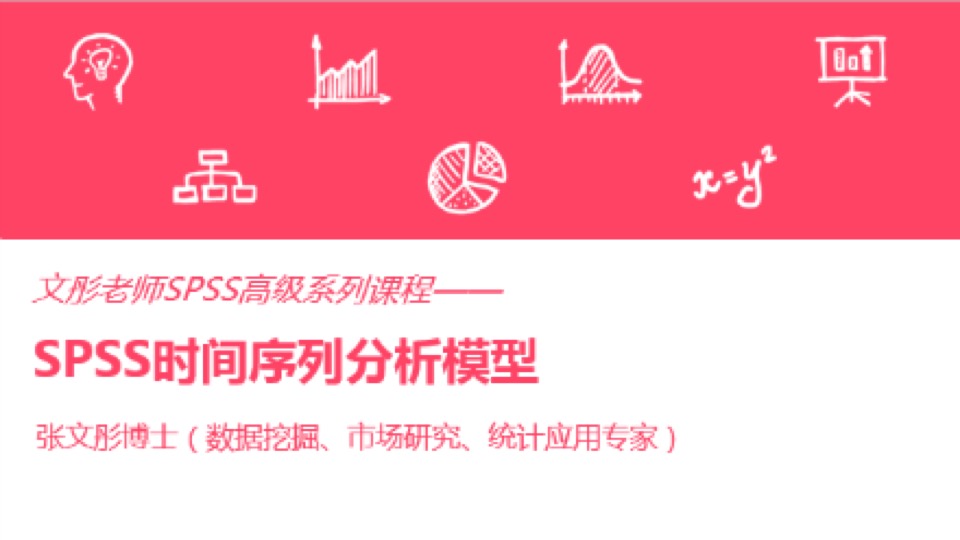 x=y²
文彤老师SPSS高级系列课程——
SPSS时间序列分析模型
张文彤博士（数据挖掘、市场研究、统计应用专家）